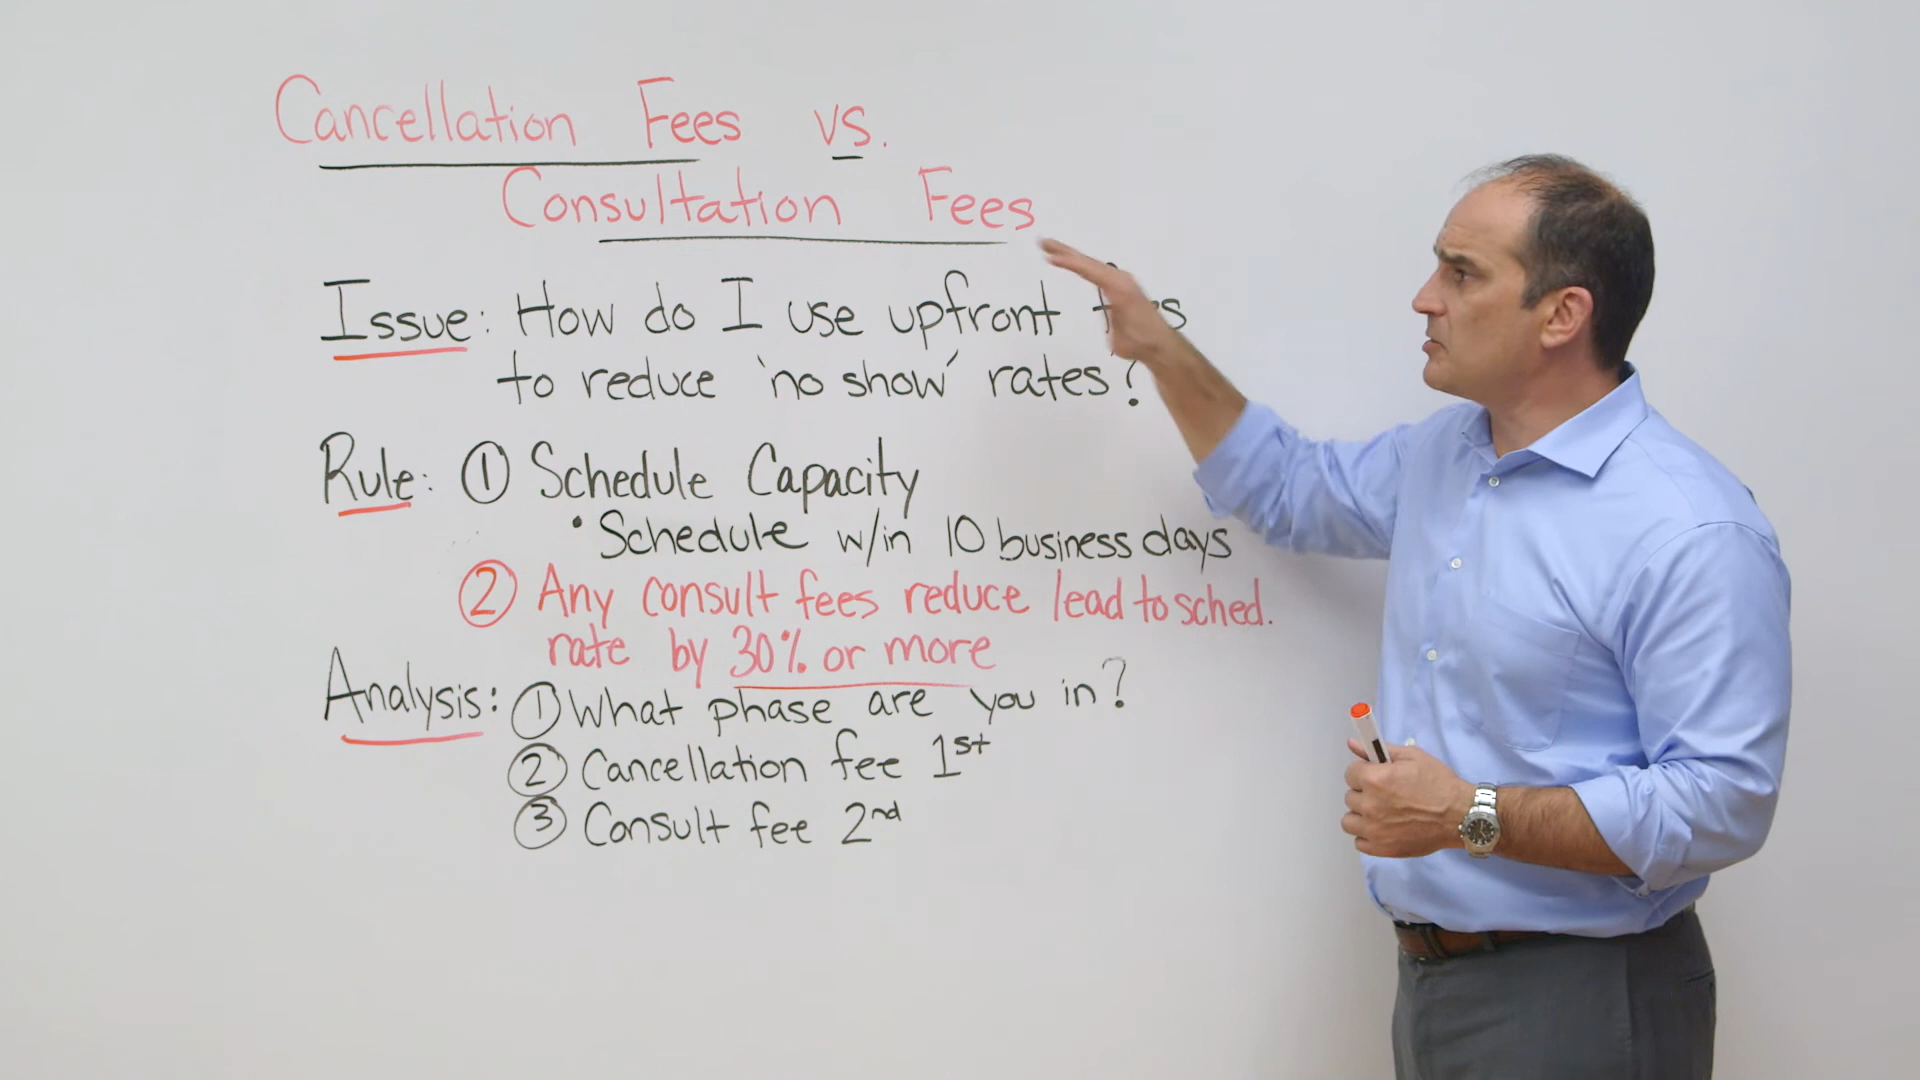 Cancellation Fees vs.
Consultation Fees
Issue: How do I use upfront
to reduce 'no show' rates?
Rule: ① Schedule Capacity
• Schedule w/in 10 business days
② Any consult fees reduce lead to sched.
rate by 30% or more
Analysis: ① What phase are you in?
② Cancellation fee 1st
③ Consult fee 2nd